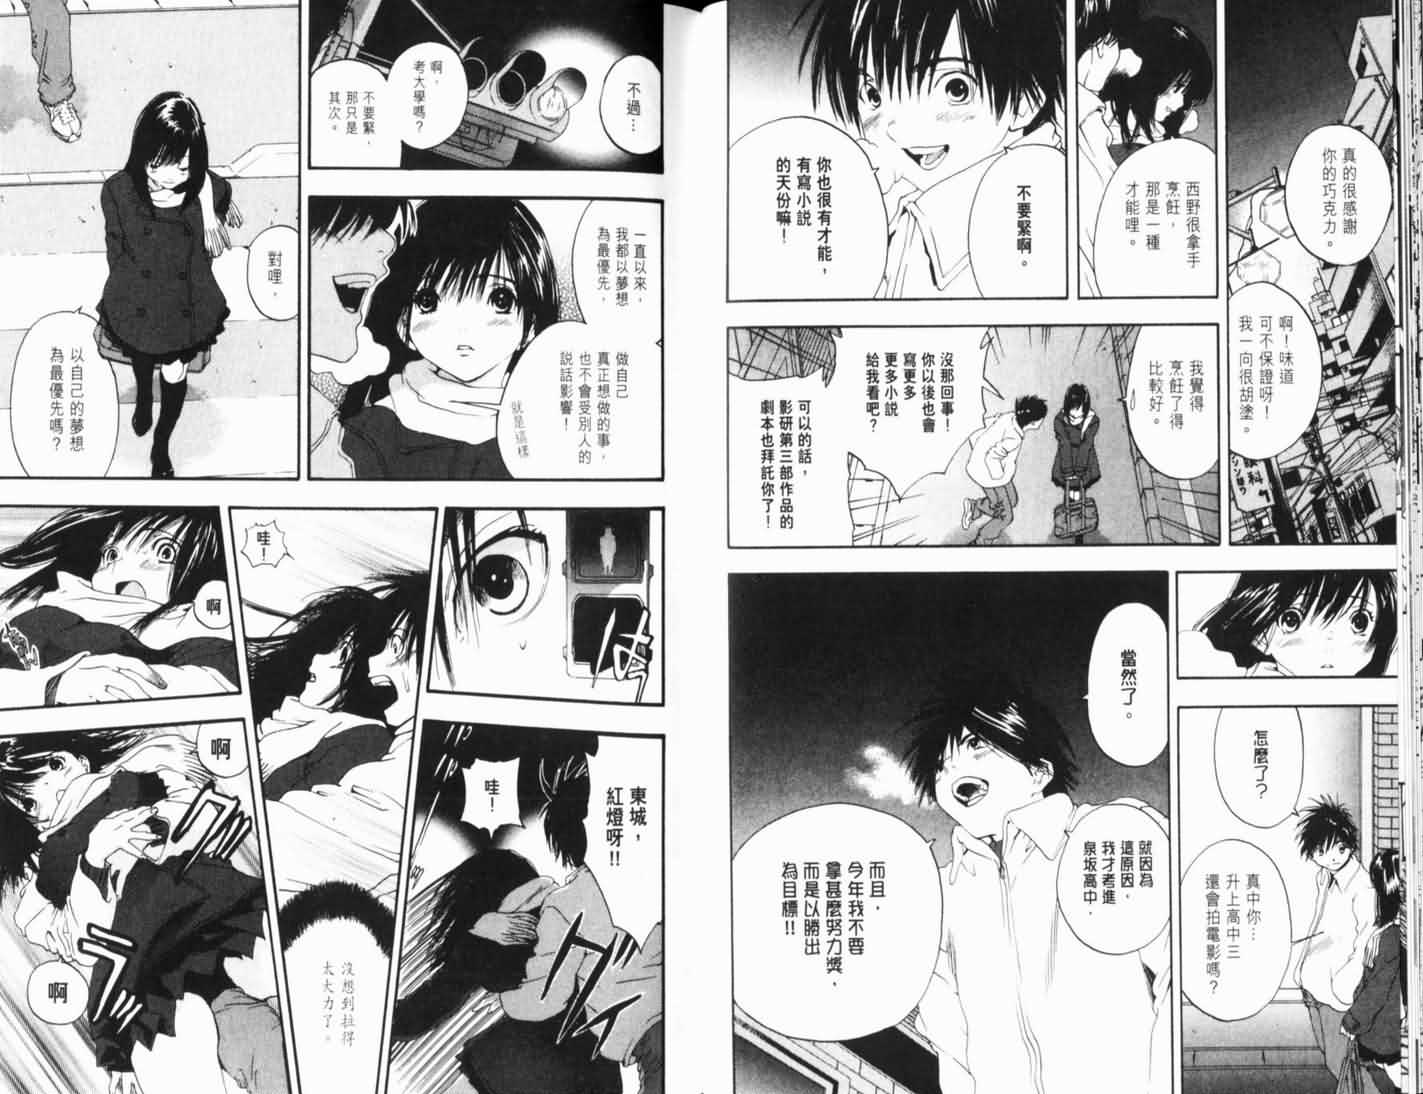 真的很感謝
你的巧克力。
啊！味道
可不保證呀！
我一向很胡塗。
西野很拿手
烹飪，
那是一種
才能哩。
不要緊啊。
你也很有才能，
有寫小說
的天份嘛！
我覺得
烹飪了得
比較好。
沒那回事！
你以後也會
寫更多
更多小說
給我看吧？
可以的話，
影研第三部作品的
劇本也拜託你了！
怎麼了？
真中你…
升上高中三
還會拍電影嗎？
當然了。
就因為
這原因，
我才考進
泉坂高中，
而且，
今年我不要
拿甚麼努力獎，
而是以勝出
為目標!!
不過…
啊，
考大學嗎？
不要緊，
那只是
其次。
一直以來，
我都以夢想
為最優先，
做自己
真正想做的事，
也不會受別人的
說話影響！
就是這樣
對哩，
以自己的夢想
為最優先嗎？
はっ
哇！
啊
東城，
紅燈呀!!
哇！
グッ
沒想到拉得
太大力了。
啊
啊